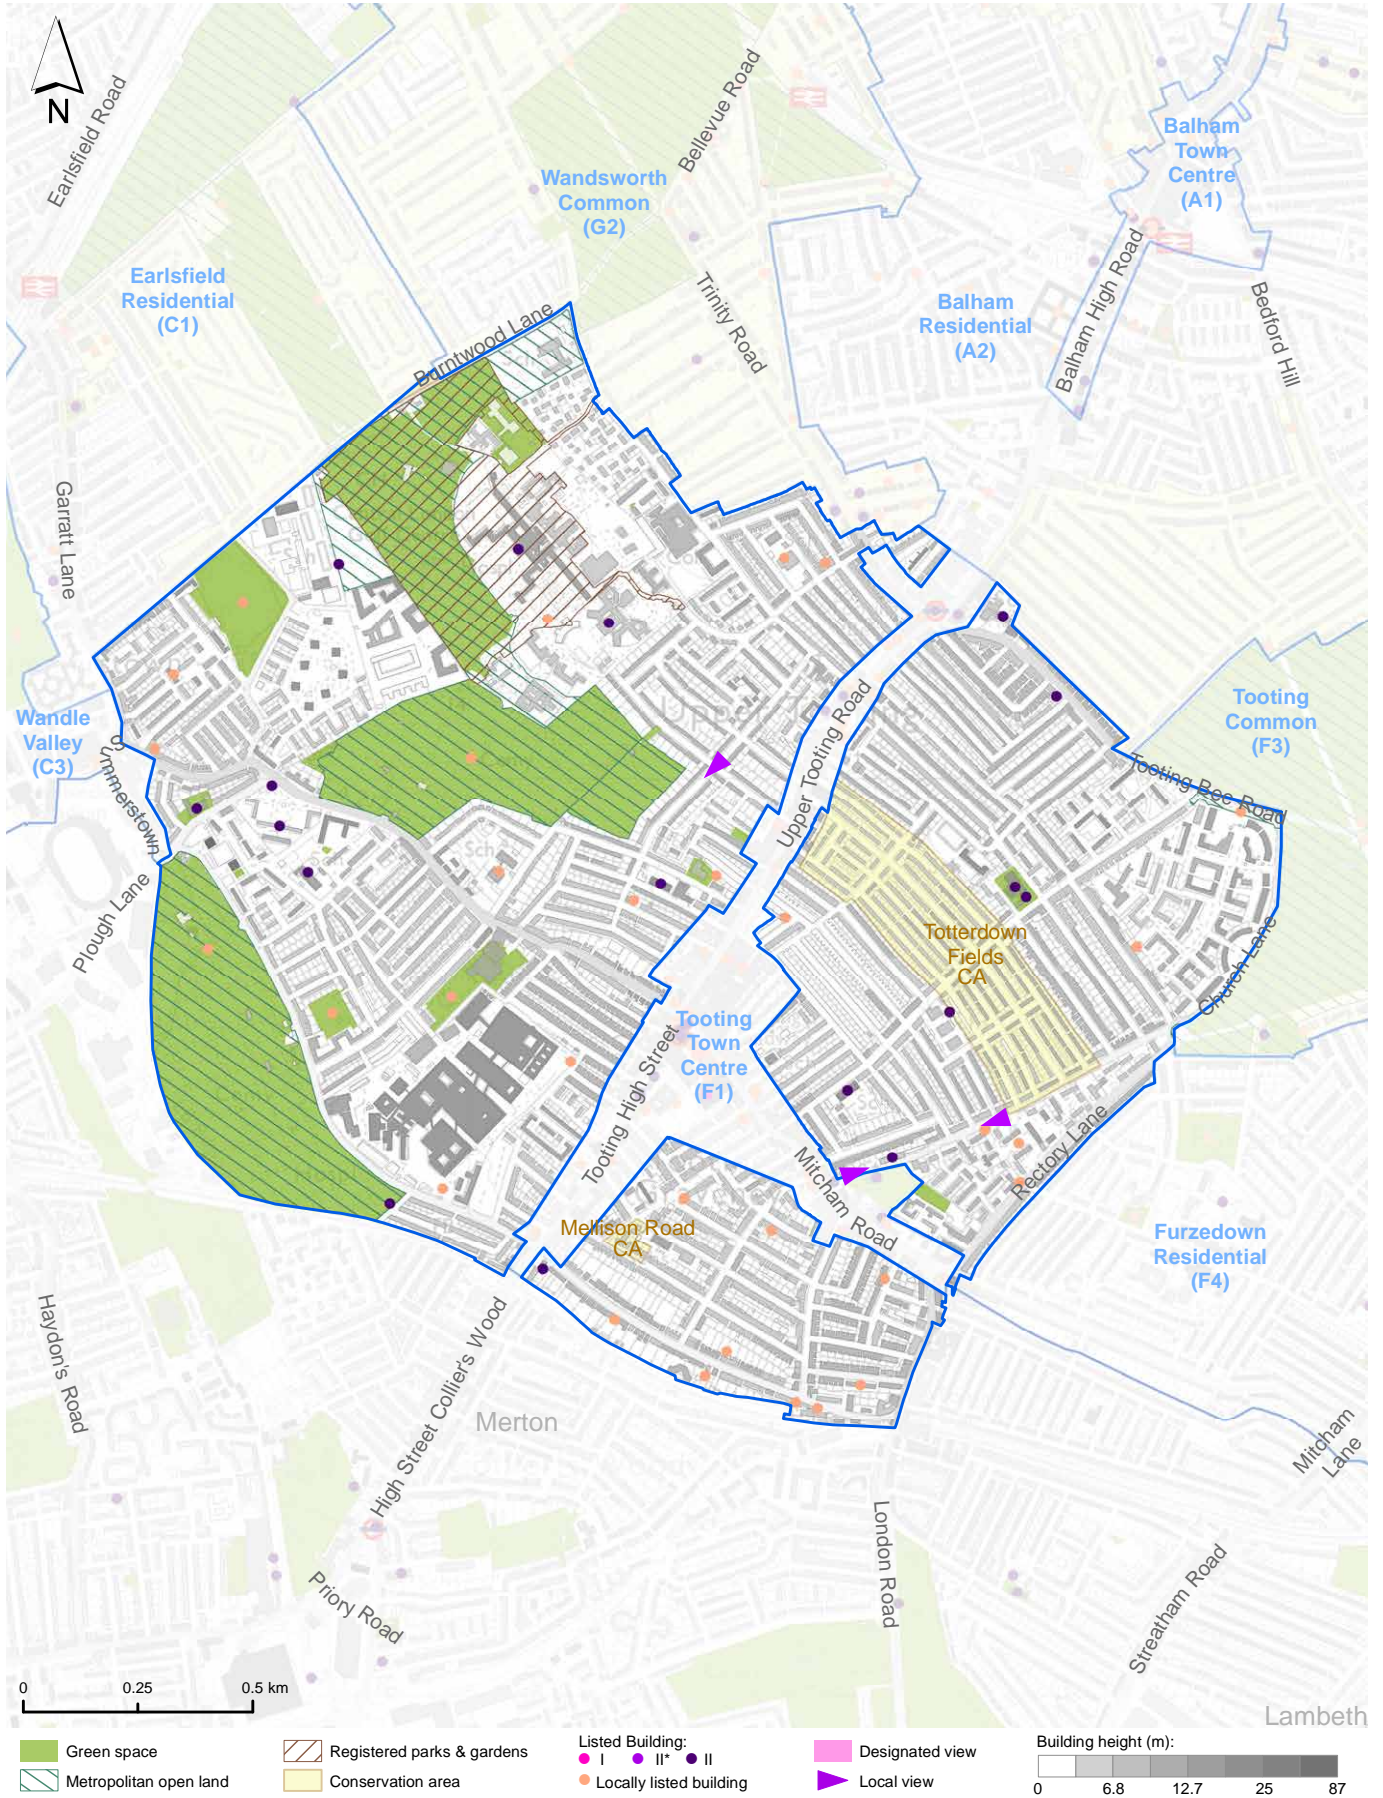 N
Earlsfield Road
Bellevue Road
Balham
Town
Centre
(A1)
Wandsworth
Common
(G2)
Earlsfield
Residential
(C1)
Trinity Road
Balham
Residential
(A2)
Balham High Road
Bedford Hill
Burntwood Lane
Garratt Lane
Wandle
Valley
(C3)
Summerstown
Upper Tooting Road
Tooting
Common
(F3)
Tooting Bec Road
Plough Lane
Totterdown
Fields
CA
Church Lane
Tooting
Town
Centre
(F1)
Tooting High Street
Mitcham Road
Rectory Lane
Mellison Road
CA
Furzedown
Residential
(F4)
Haydon's Road
High Street Collier's Wood
Merton
Mitcham
Lane
London Road
Streatham Road
Priory Road
0 0.25 0.5 km
Lambeth
Green space
Metropolitan open land
Registered parks & gardens
Conservation area
Listed Building:
I II* II
Locally listed building
Designated view
Local view
Building height (m):
0 6.8 12.7 25 87